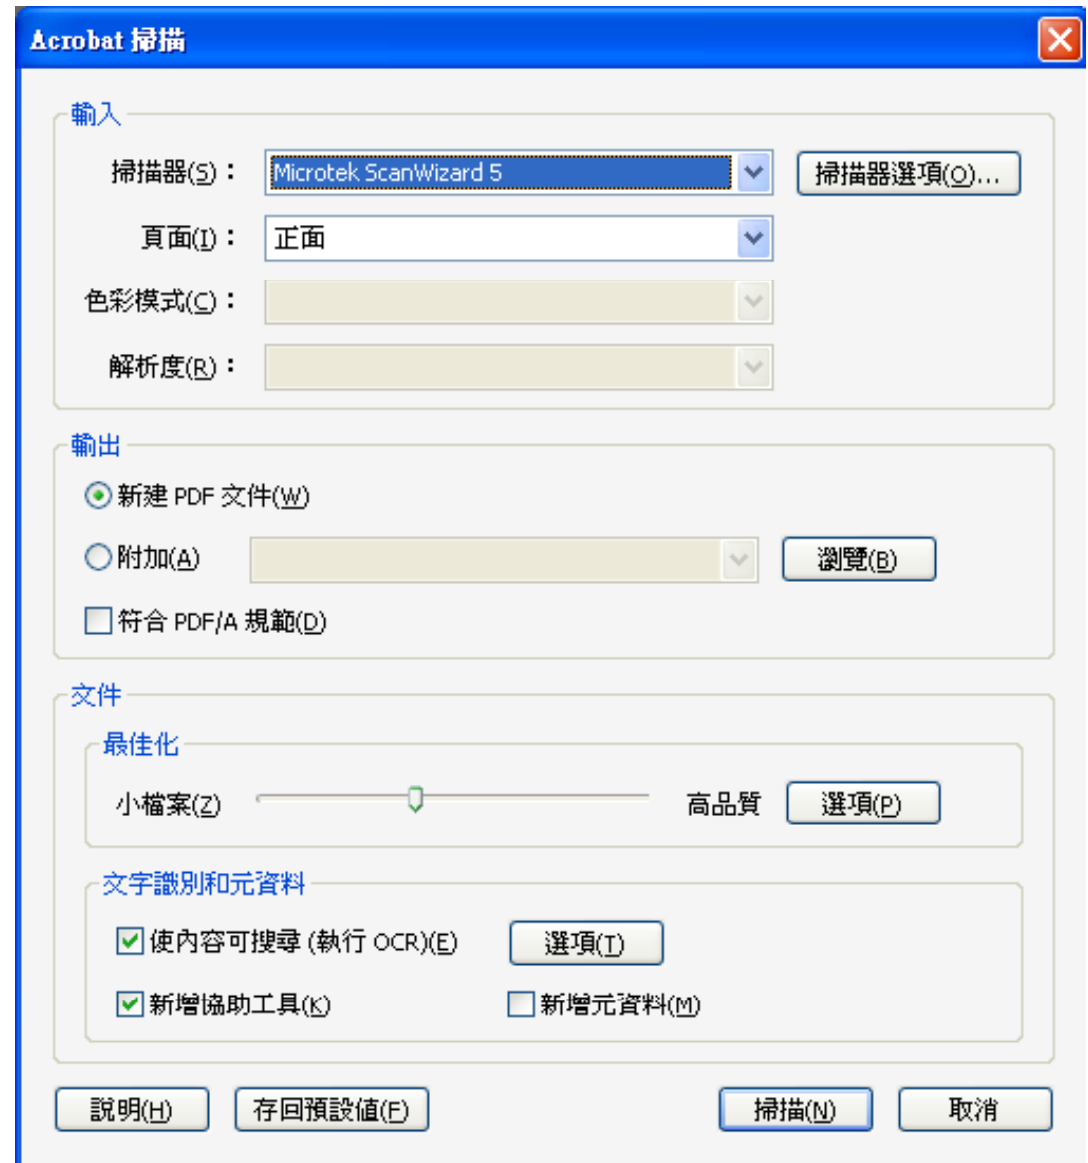 Acrobat 掃描
輸入
掃描器(S)： Microtek ScanWizard 5 掃描器選項(O)...
頁面(I)： 正面
色彩模式(C)：
解析度(R)：
輸出
新建 PDF 文件(W)
附加(A) 瀏覽(B)
符合 PDF/A 規範(D)
文件
最佳化
小檔案(Z) 高品質 選項(P)
文字識別和元資料
使內容可搜尋 (執行 OCR)(E) 選項(T)
新增協助工具(K) 新增元資料(M)
說明(H) 存回預設值(F) 掃描(N) 取消